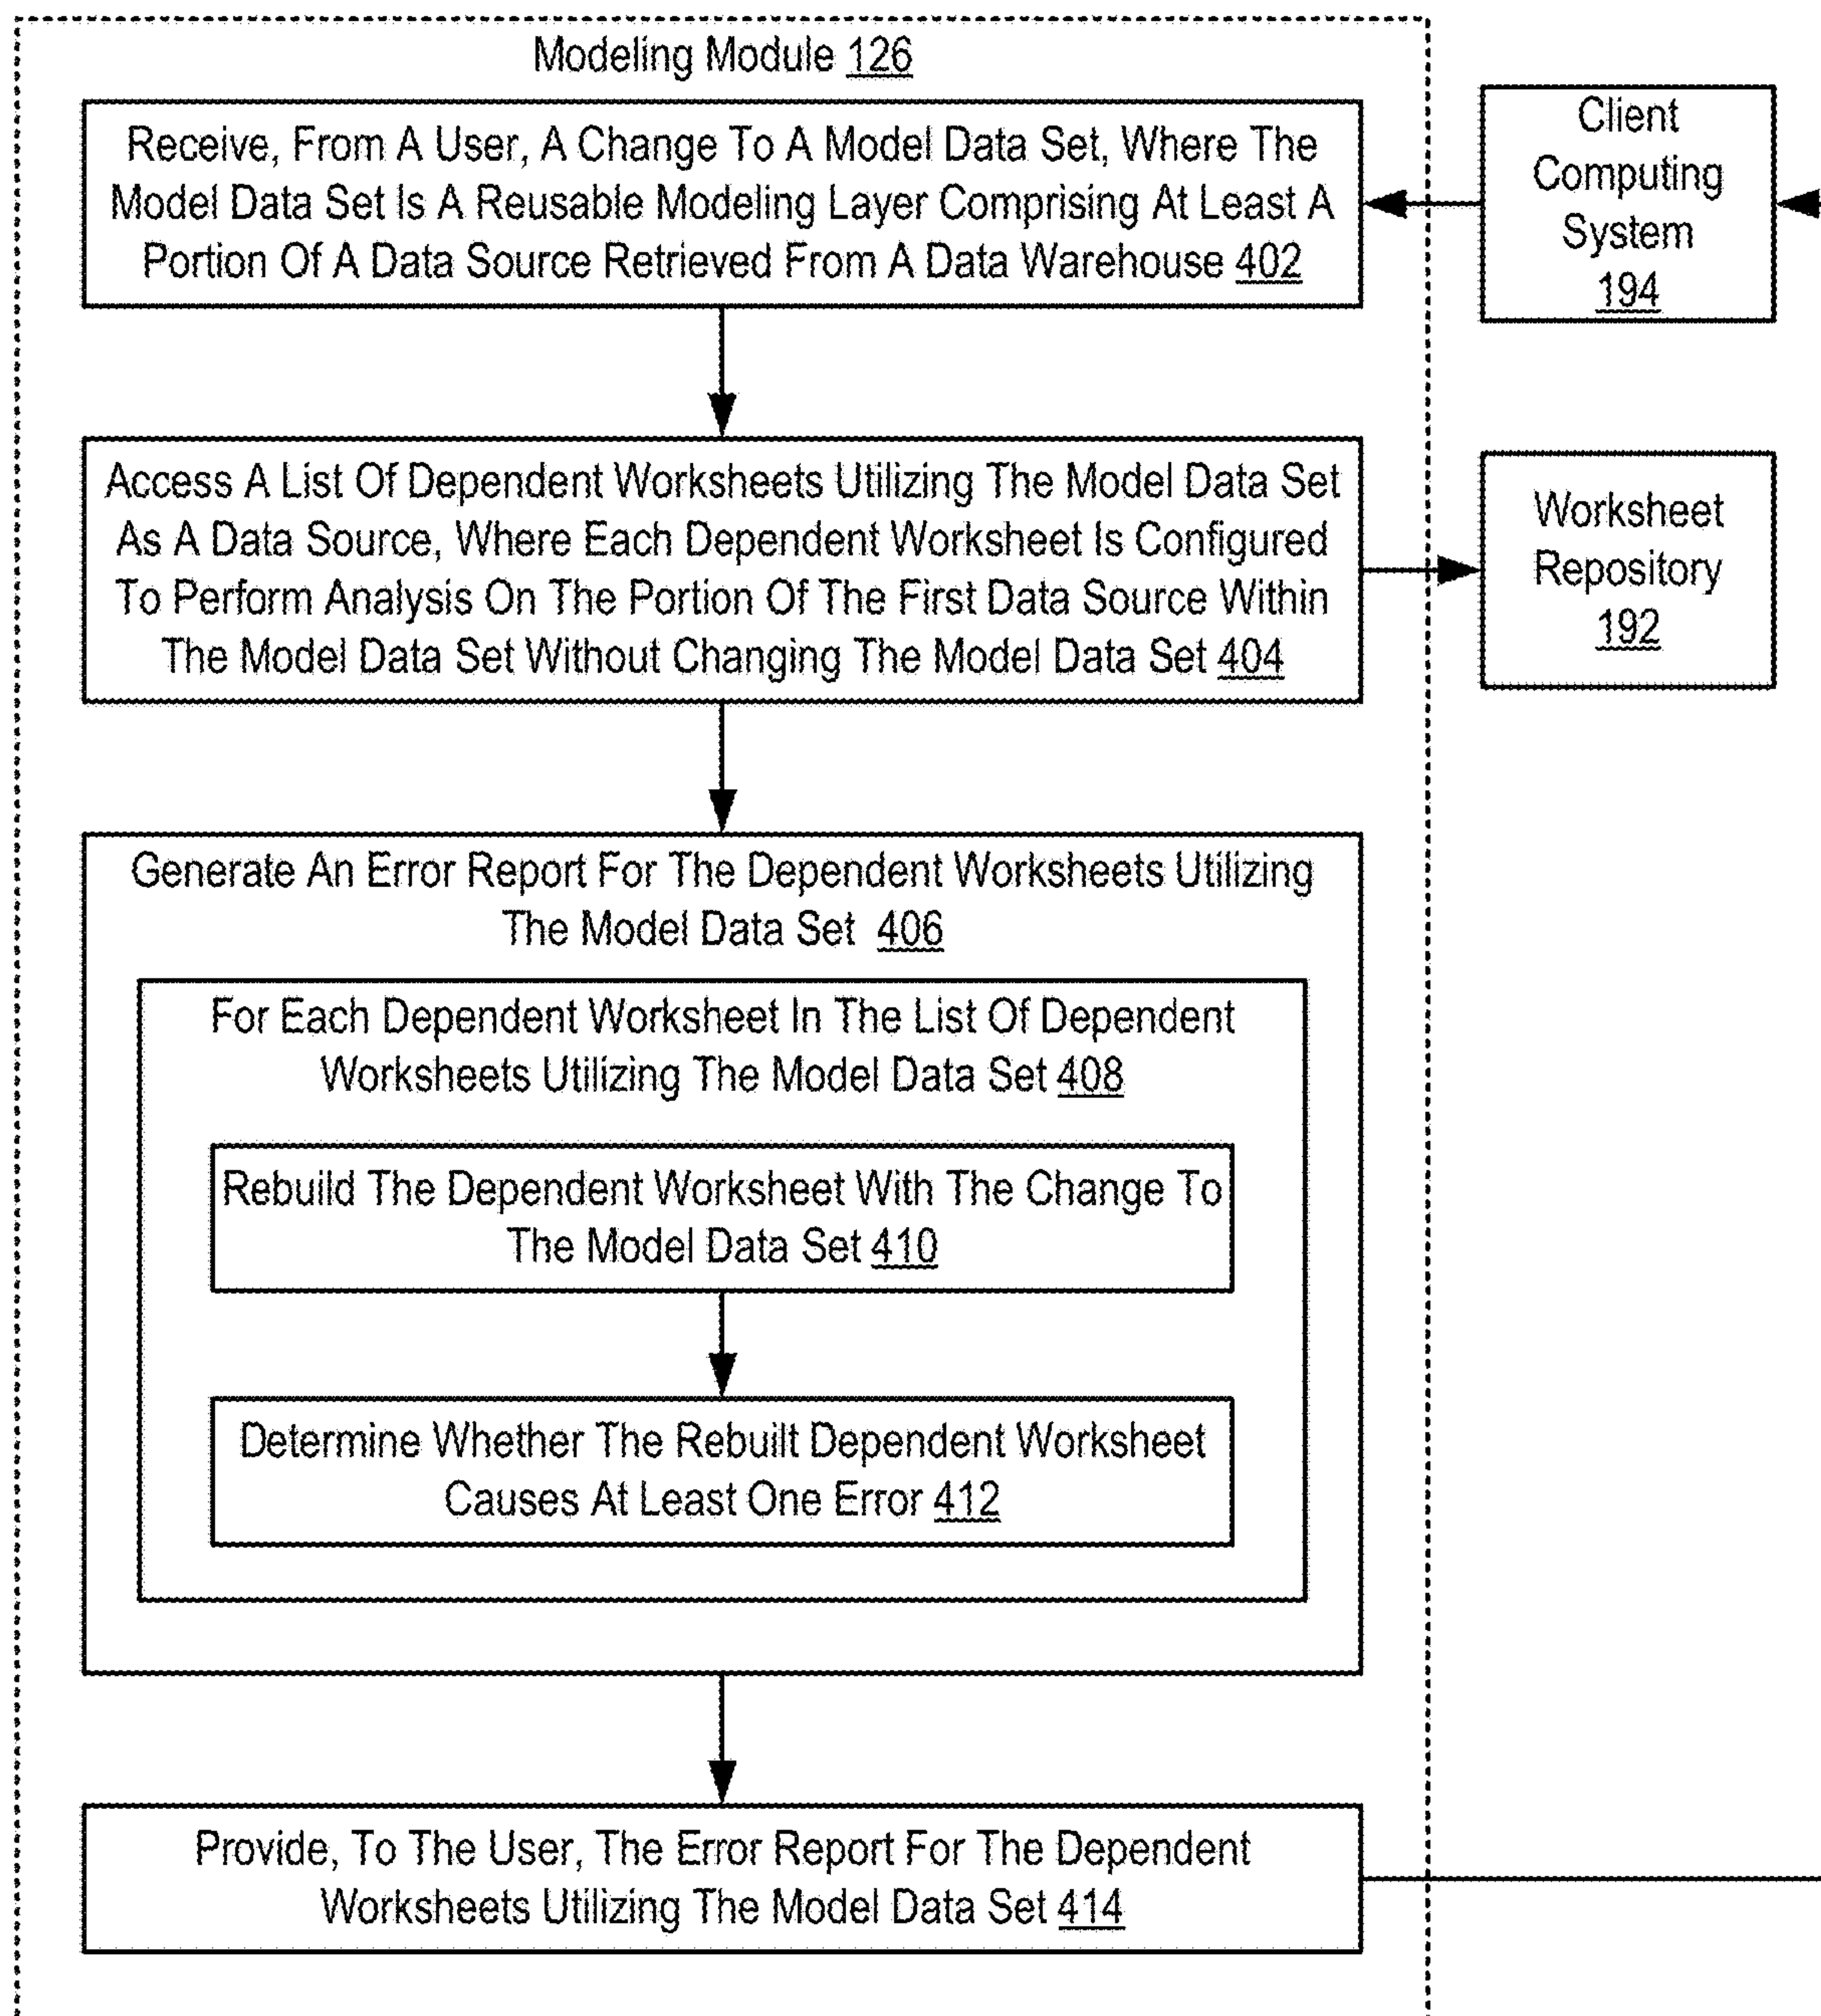 Modeling Module 126
Receive, From A User, A Change To A Model Data Set, Where The
Model Data Set Is A Reusable Modeling Layer Comprising At Least A
Portion Of A Data Source Retrieved From A Data Warehouse 402
Client
Computing
System
194
Access A List Of Dependent Worksheets Utilizing The Model Data Set
As A Data Source, Where Each Dependent Worksheet Is Configured
To Perform Analysis On The Portion Of The First Data Source Within
The Model Data Set Without Changing The Model Data Set 404
Worksheet
Repository
192
Generate An Error Report For The Dependent Worksheets Utilizing
The Model Data Set 406
For Each Dependent Worksheet In The List Of Dependent
Worksheets Utilizing The Model Data Set 408
Rebuild The Dependent Worksheet With The Change To
The Model Data Set 410
Determine Whether The Rebuilt Dependent Worksheet
Causes At Least One Error 412
Provide, To The User, The Error Report For The Dependent
Worksheets Utilizing The Model Data Set 414